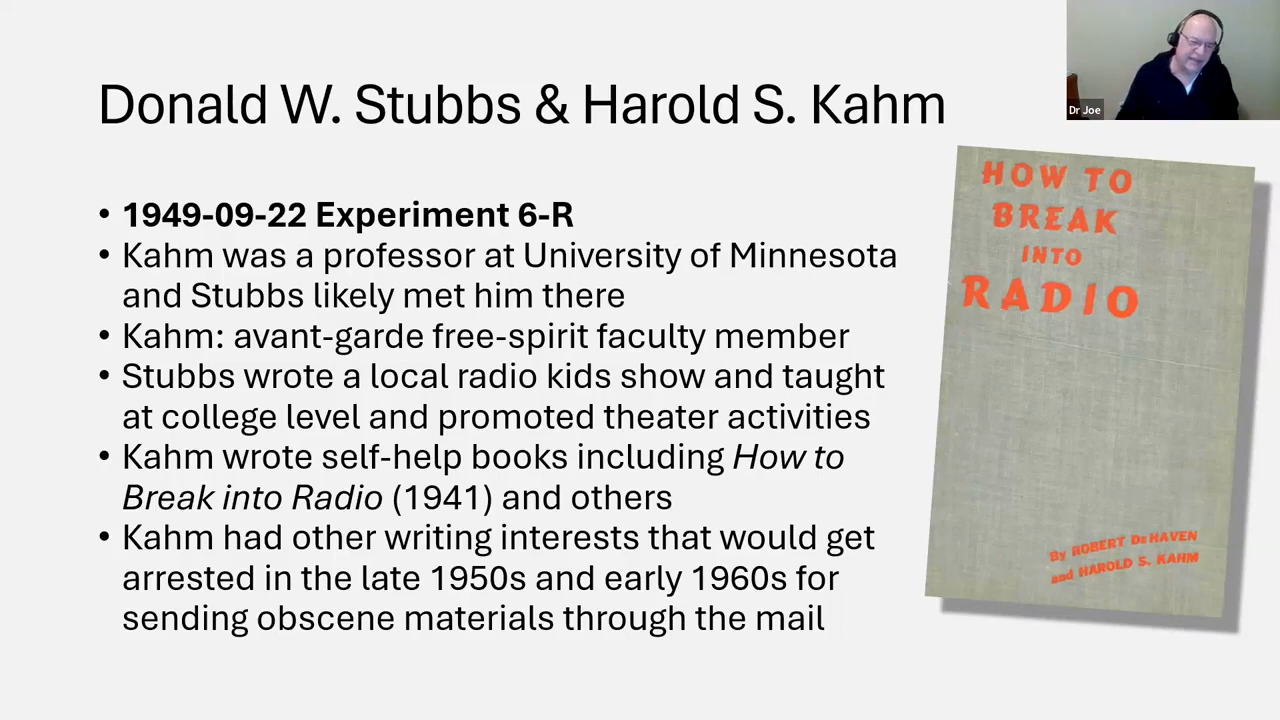 Donald W. Stubbs & Harold S. Kahm
Dr Joe
• 1949-09-22 Experiment 6-R
• Kahm was a professor at University of Minnesota
and Stubbs likely met him there
• Kahm: avant-garde free-spirit faculty member
• Stubbs wrote a local radio kids show and taught
at college level and promoted theater activities
• Kahm wrote self-help books including How to
Break into Radio (1941) and others
• Kahm had other writing interests that would get
arrested in the late 1950s and early 1960s for
sending obscene materials through the mail
HOW TO
BREAK
INTO
RADIO
By ROBERT DeHAVEN
and HAROLD S. KAHM